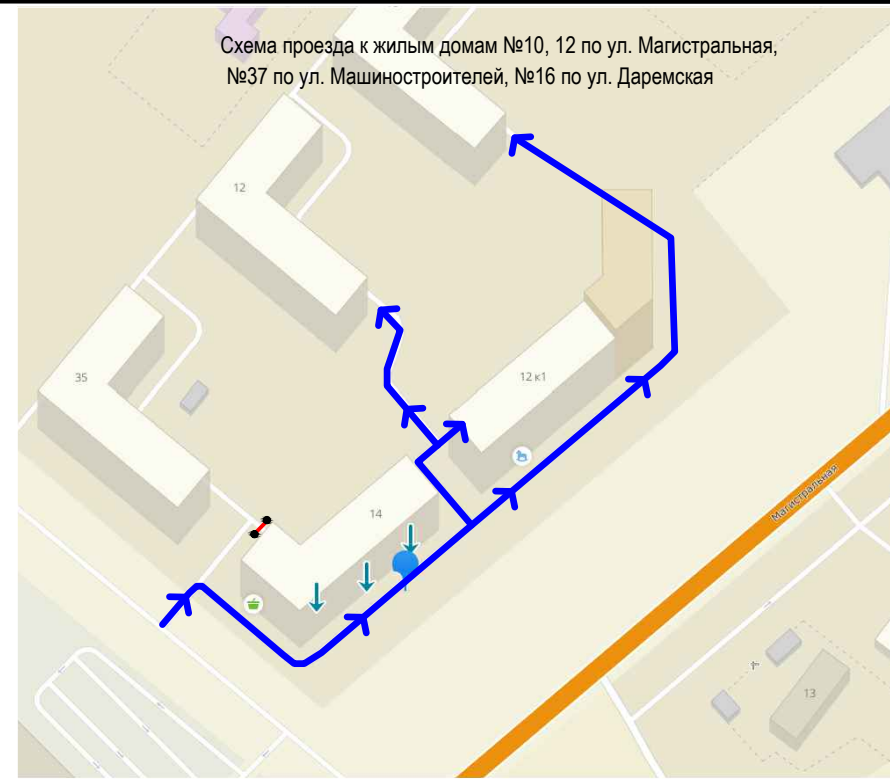 Схема проезда к жилым домам №10, 12 по ул. Магистральная,
№37 по ул. Машиностроителей, №16 по ул. Даремская
12
35
12 к1
14
Магистральная
13